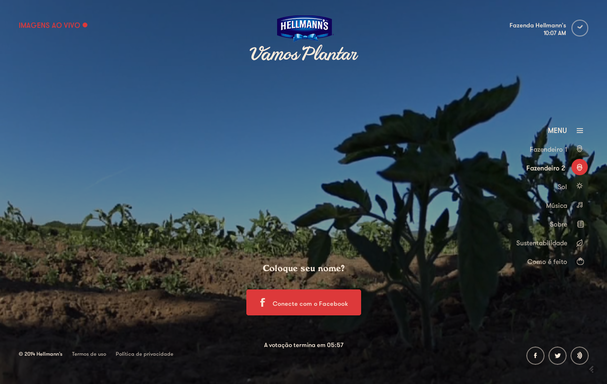 IMAGENS AO VIVO
HELLMANN'S
Vamos Plantar
Fazenda Hellmann's
10:07 AM
MENU
Fazendeiro 1
Fazendeiro 2
Sol
Música
Sobre
Sustentabilidade
Como é feito
Coloque seu nome?
f Conecte com o Facebook
A votação termina em 05:57
© 2014 Hellmann's
Termos de uso
Política de privacidade